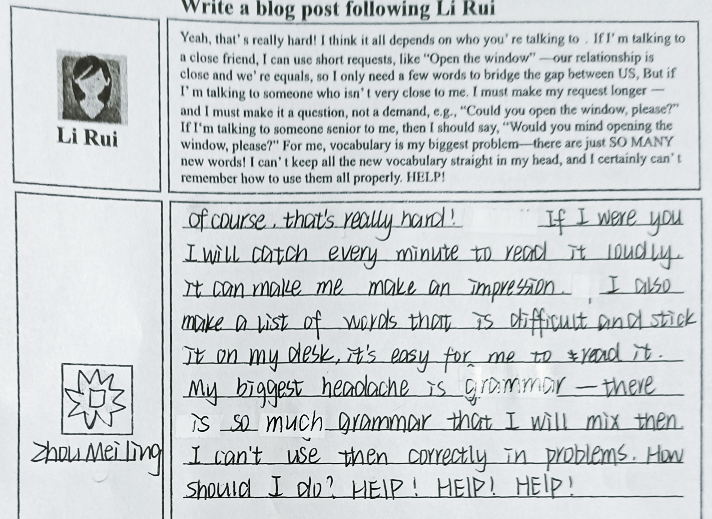 Write a blog post following Li Rui
Yeah, that's really hard! I think it all depends on who you're talking to . If I'm talking to
a close friend, I can use short requests, like "Open the window" —our relationship is
close and we're equals, so I only need a few words to bridge the gap between US, But if
I'm talking to someone who isn't very close to me. I must make my request longer —
and I must make it a question, not a demand, e.g., "Could you open the window, please?"
If I'm talking to someone senior to me, then I should say, "Would you mind opening the
window, please?" For me, vocabulary is my biggest problem—there are just SO MANY
new words! I can't keep all the new vocabulary straight in my head, and I certainly can't
remember how to use them all properly. HELP!
Li Rui
of course, that's really hard! If I were you
I will catch every minute to read it loudly.
It can make me make an impression. I also
make a list of words that is difficult and stick
it on my desk, it's easy for me to read it.
My biggest headache is grammar — there
is so much grammar that I will mix then
I can't use then correctly in problems. How
should I do? HElP! HElP! HElP!
Zhou Mei ling